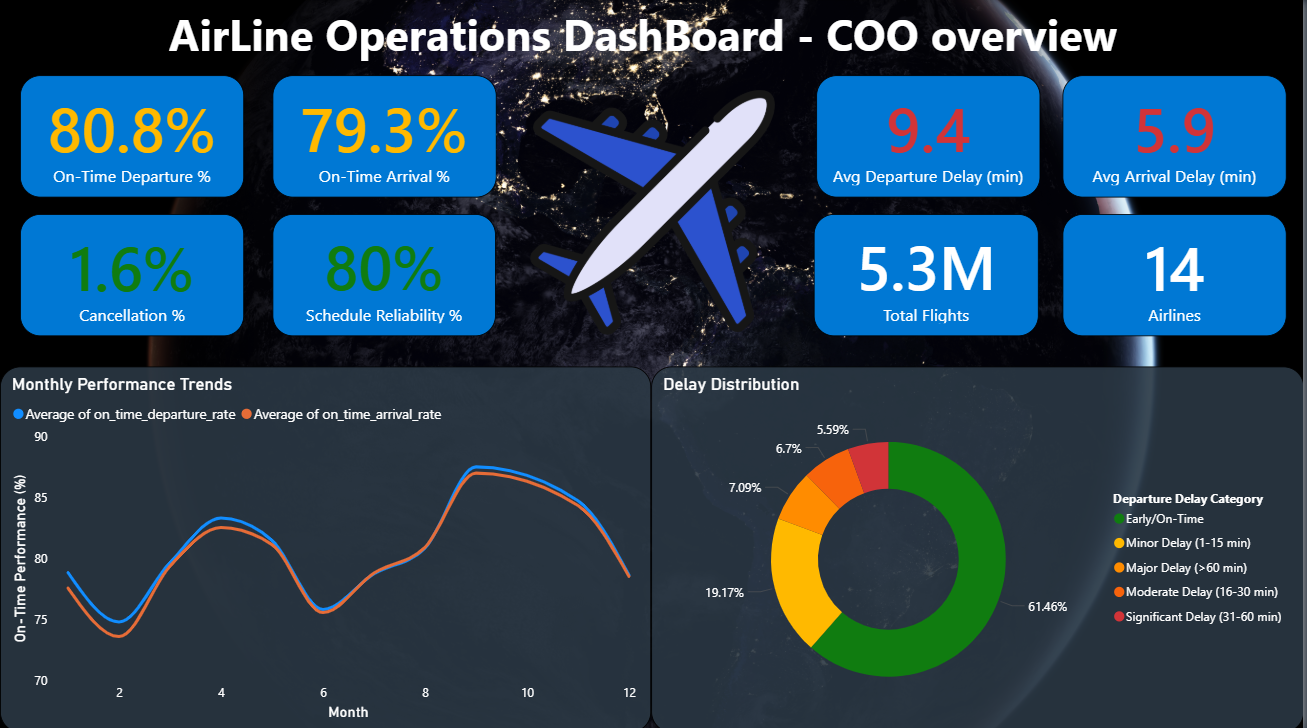 AirLine Operations DashBoard - COO overview
80.8%
On-Time Departure %
79.3%
On-Time Arrival %
9.4
Avg Departure Delay (min)
5.9
Avg Arrival Delay (min)
1.6%
Cancellation %
80%
Schedule Reliability %
5.3M
Total Flights
14
Airlines
Monthly Performance Trends
Average of on_time_departure_rate Average of on_time_arrival_rate
On-Time Performance (%)
90
85
80
75
70
2 4 6 8 10 12
Month
Delay Distribution
5.59%
6.7%
7.09%
19.17%
61.46%
Departure Delay Category
Early/On-Time
Minor Delay (1-15 min)
Major Delay (>60 min)
Moderate Delay (16-30 min)
Significant Delay (31-60 min)